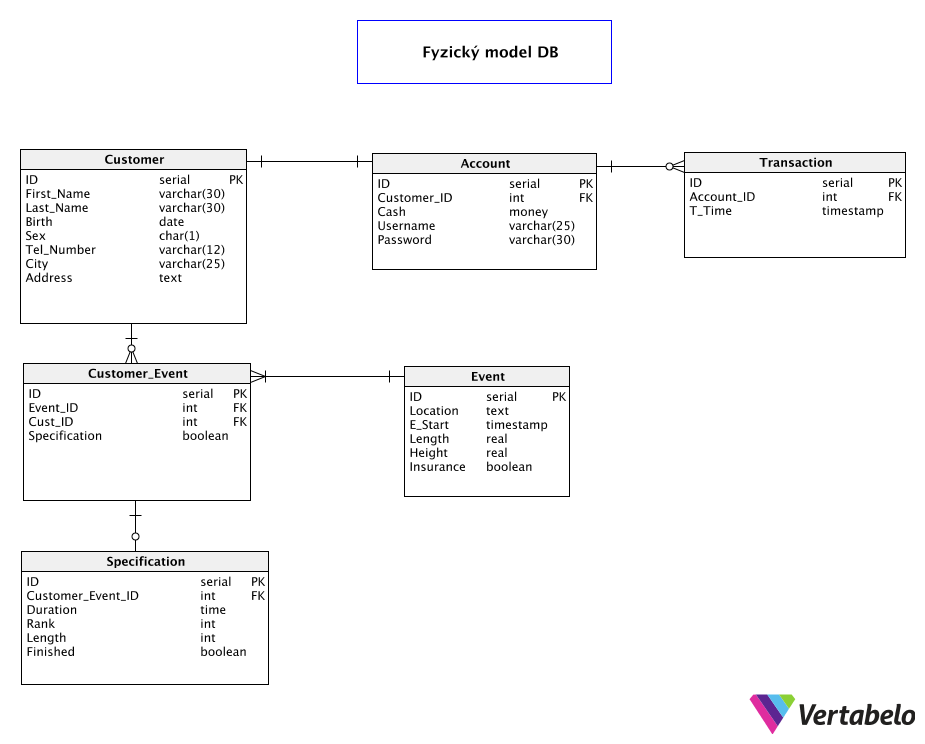 Fyzický model DB
Customer
ID serial PK
First_Name varchar(30)
Last_Name varchar(30)
Birth date
Sex char(1)
Tel_Number varchar(12)
City varchar(25)
Address text
Account
ID serial PK
Customer_ID int FK
Cash money
Username varchar(25)
Password varchar(30)
Transaction
ID serial PK
Account_ID int FK
T_Time timestamp
Customer_Event
ID serial PK
Event_ID int FK
Cust_ID int FK
Specification boolean
Event
ID serial PK
Location text
E_Start timestamp
Length real
Height real
Insurance boolean
Specification
ID serial PK
Customer_Event_ID int FK
Duration time
Rank int
Length int
Finished boolean
Vertabelo